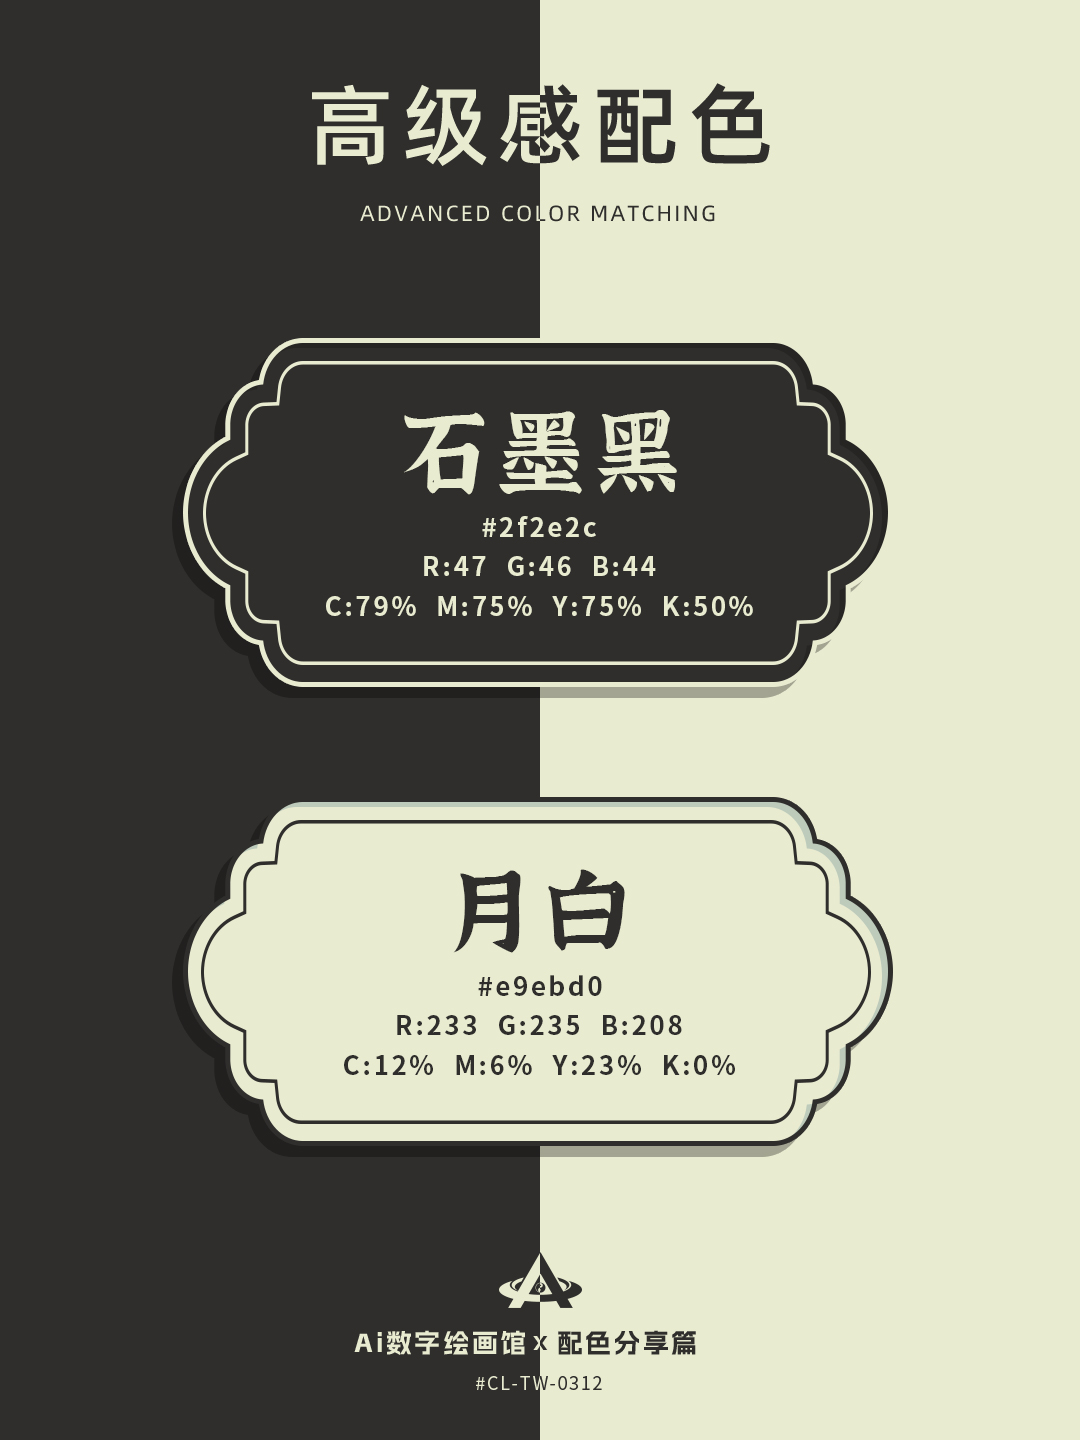 高级感配色
ADVANCED COLOR MATCHING
石墨黑
#2f2e2c
R:47 G:46 B:44
C:79% M:75% Y:75% K:50%
月白
#e9ebd0
R:233 G:235 B:208
C:12% M:6% Y:23% K:0%
Ai数字绘画馆 x 配色分享篇
#CL-TW-0312